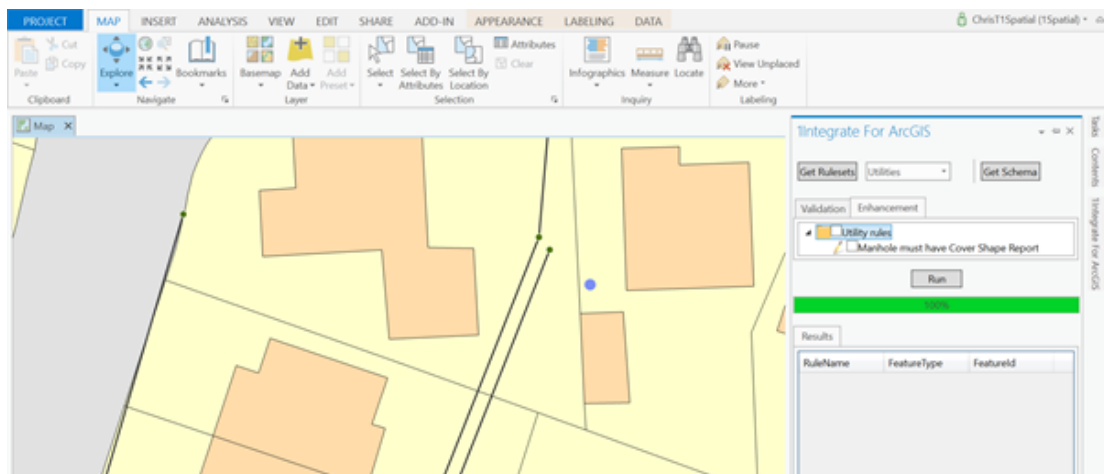 PROJECT MAP INSERT ANALYSIS VIEW EDIT SHARE ADD-IN APPEARANCE LABELING DATA ChrisT1Spatial (1Spatial)
Cut Attributes Pause
Copy Clear View Unplaced
Paste Explore Bookmarks Basemap Add Add Select Select By Select By Infographics Measure Locate More
Data Preset Attributes Location
Clipboard Navigate Layer Selection Inquiry Labeling
Map
1Integrate For ArcGIS
Get Rulesets Utilities Get Schema
Validation Enhancement
Utility rules
Manhole must have Cover Shape Report
Run
100%
Results
RuleName FeatureType FeatureId
Tasks
Contents
1Integrate For ArcGIS